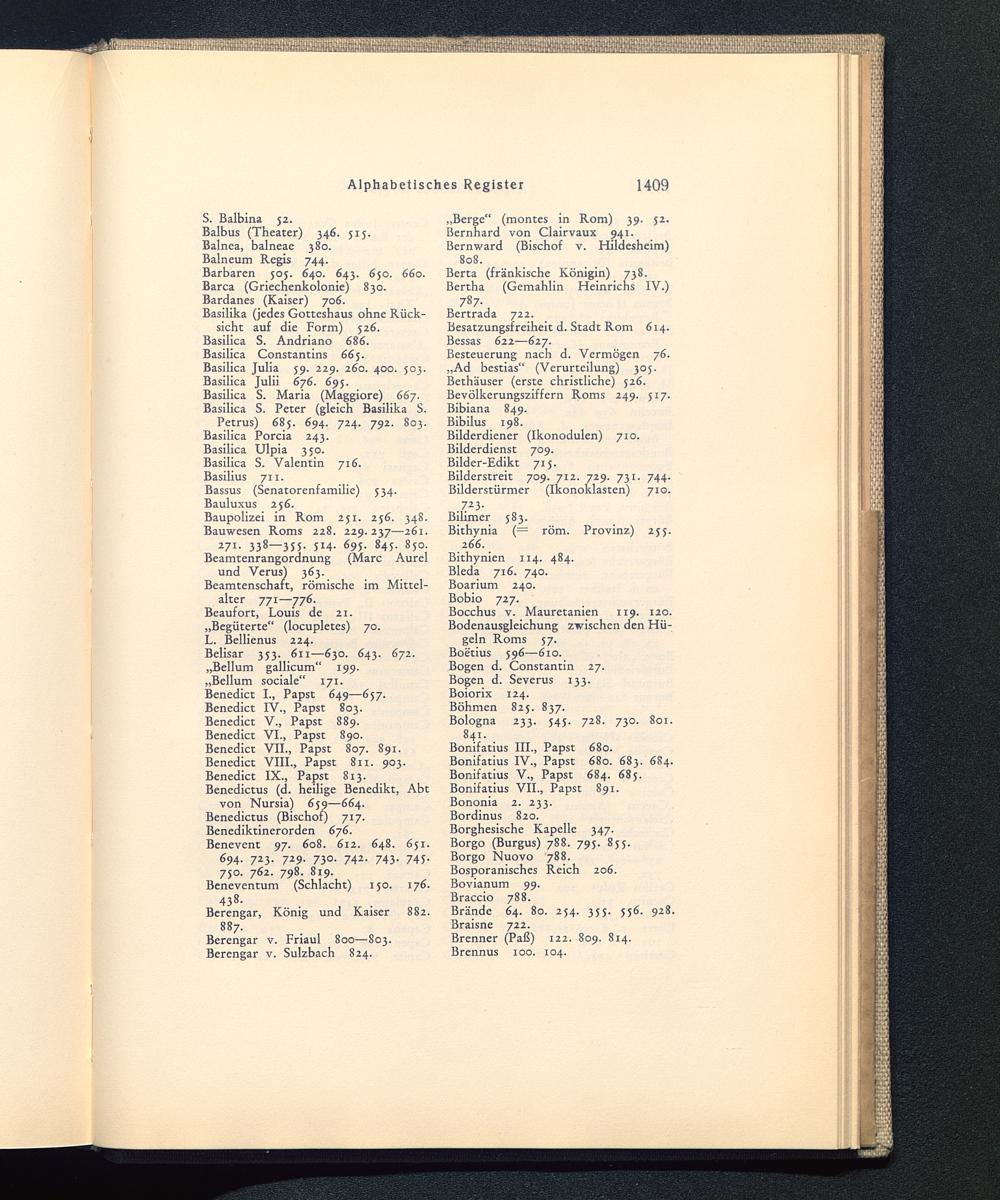 Alphabetisches Register 1409
S. Balbina 52.
Balbus (Theater) 346. 515.
Balnea, balneae 380.
Balneum Regis 744.
Barbaren 505. 640. 643. 650. 660.
Barca (Griechenkolonie) 830.
Bardanes (Kaiser) 706.
Basilika (jedes Gotteshaus ohne Rück-
sicht auf die Form) 526.
Basilica S. Andriano 686.
Basilica Constantins 665.
Basilica Julia 59. 229. 260. 400. 503.
Basilica Julii 676. 695.
Basilica S. Maria (Maggiore) 667.
Basilica S. Peter (gleich Basilika S.
Petrus) 685. 694. 724. 792. 803.
Basilica Porcia 243.
Basilica Ulpia 350.
Basilica S. Valentin 716.
Basilius 711.
Bassus (Senatorenfamilie) 534.
Bauluxus 256.
Baupolizei in Rom 251. 256. 348.
Bauwesen Roms 228. 229. 237—261.
271. 338—355. 514. 695. 845. 850.
Beamtenrangordnung (Marc Aurel
und Verus) 363.
Beamtenschaft, römische im Mittel-
alter 771—776.
Beaufort, Louis de 21.
„Begüterte“ (locupletes) 70.
L. Bellienus 224.
Belisar 353. 611—630. 643. 672.
„Bellum gallicum“ 199.
„Bellum sociale“ 171.
Benedict I., Papst 649—657.
Benedict IV., Papst 803.
Benedict V., Papst 889.
Benedict VI., Papst 890.
Benedict VII., Papst 807. 891.
Benedict VIII., Papst 811. 903.
Benedict IX., Papst 813.
Benedictus (d. heilige Benedikt, Abt
von Nursia) 659—664.
Benedictus (Bischof) 717.
Benediktinerorden 676.
Benevent 97. 608. 612. 648. 651.
694. 723. 729. 730. 742. 743. 745.
750. 762. 798. 819.
Beneventum (Schlacht) 150. 176.
438.
Berengar, König und Kaiser 882.
887.
Berengar v. Friaul 800—803.
Berengar v. Sulzbach 824.
„Berge“ (montes in Rom) 39. 52.
Bernhard von Clairvaux 941.
Bernward (Bischof v. Hildesheim)
808.
Berta (fränkische Königin) 738.
Bertha (Gemahlin Heinrichs IV.)
787.
Bertrada 722.
Besatzungsfreiheit d. Stadt Rom 614.
Bessas 622—627.
Besteuerung nach d. Vermögen 76.
„Ad bestias“ (Verurteilung) 305.
Bethäuser (erste christliche) 526.
Bevölkerungsziffern Roms 249. 517.
Bibiana 849.
Bibilus 198.
Bilderdiener (Ikonodulen) 710.
Bilderdienst 709.
Bilder-Edikt 715.
Bilderstreit 709. 712. 729. 731. 744.
Bilderstürmer (Ikonoklasten) 710.
723.
Bilimer 583.
Bithynia (= röm. Provinz) 255.
266.
Bithynien 114. 484.
Bleda 716. 740.
Boarium 240.
Bobio 727.
Bocchus v. Mauretanien 119. 120.
Bodenausgleichung zwischen den Hü-
geln Roms 57.
Boëtius 596—610.
Bogen d. Constantin 27.
Bogen d. Severus 133.
Boiorix 124.
Böhmen 825. 837.
Bologna 233. 545. 728. 730. 801.
841.
Bonifatius III., Papst 680.
Bonifatius IV., Papst 680. 683. 684.
Bonifatius V., Papst 684. 685.
Bonifatius VII., Papst 891.
Bononia 2. 233.
Bordinus 820.
Borghesische Kapelle 347.
Borgo (Burgus) 788. 795. 855.
Borgo Nuovo 788.
Bosporanisches Reich 206.
Bovianum 99.
Braccio 788.
Brände 64. 80. 254. 355. 556. 928.
Braisne 722.
Brenner (Paß) 122. 809. 814.
Brennus 100. 104.